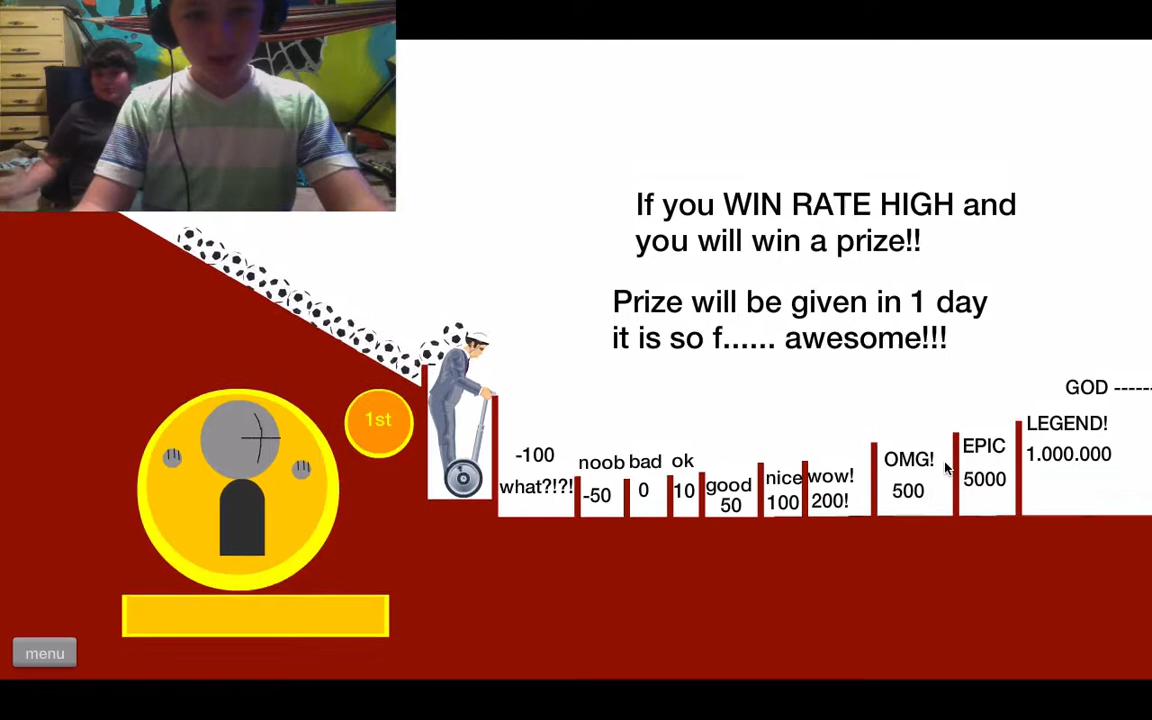 If you WIN RATE HIGH and
you will win a prize!!
Prize will be given in 1 day
it is so f...... awesome!!!
GOD ------
1st
-100
what?!?!
noob
-50
bad
0
ok
10
good
50
nice
100
wow!
200!
OMG!
500
EPIC
5000
LEGEND!
1.000.000
menu